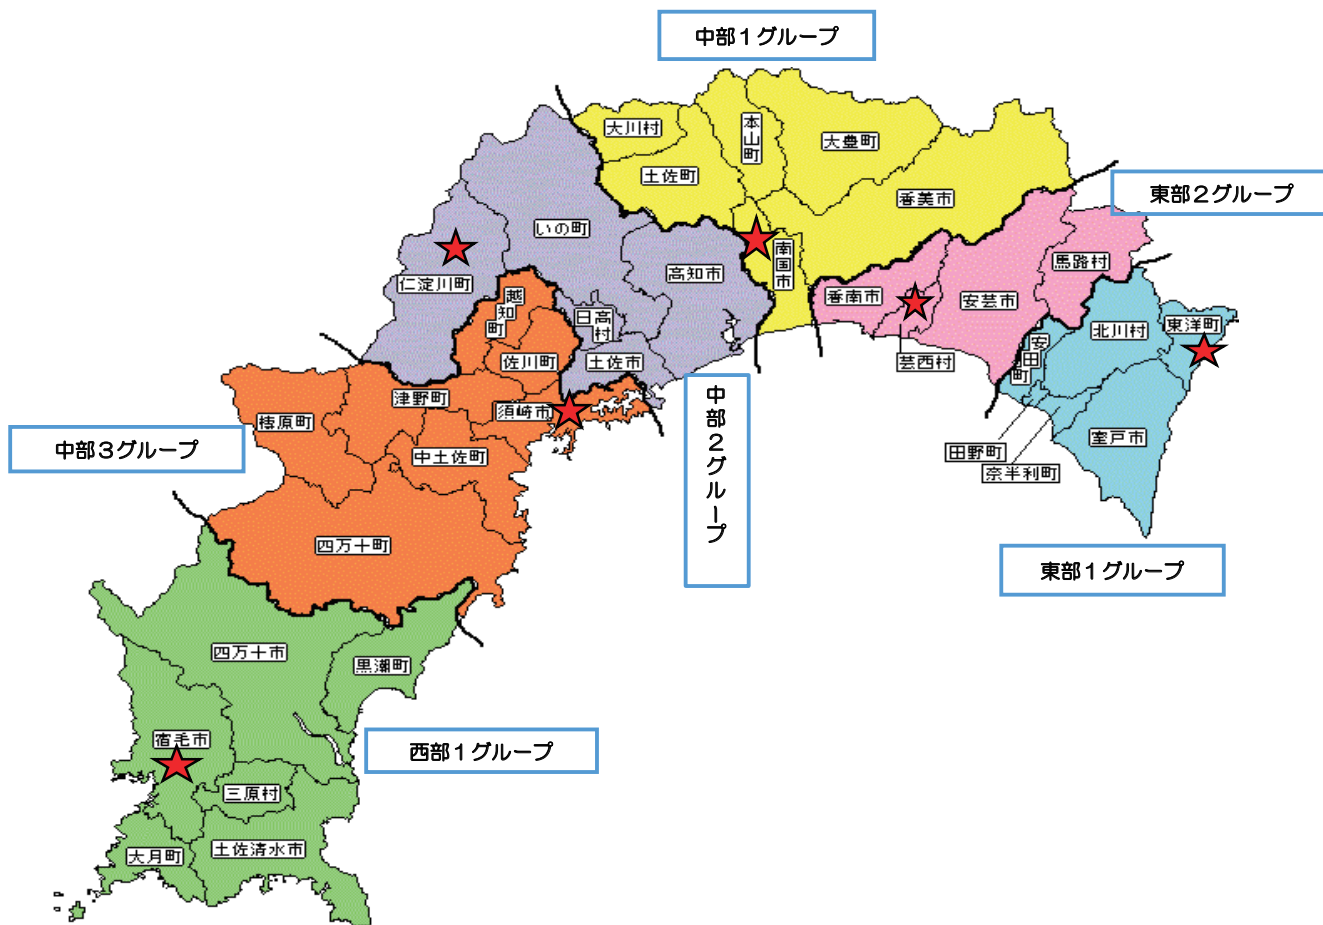 中部１グループ
大川村
本山町
大豊町
土佐町
香美市
東部２グループ
いの町
南国市
高知市
馬路村
仁淀川町
香南市
安芸市
越知町
日高村
北川村
東洋町
安田町
芸西村
佐川町
土佐市
津野町
中部２グループ
梼原町
須崎市
中部３グループ
中土佐町
室戸市
田野町
奈半利町
四万十町
東部１グループ
四万十市
黒潮町
宿毛市
西部１グループ
三原村
大月町
土佐清水市